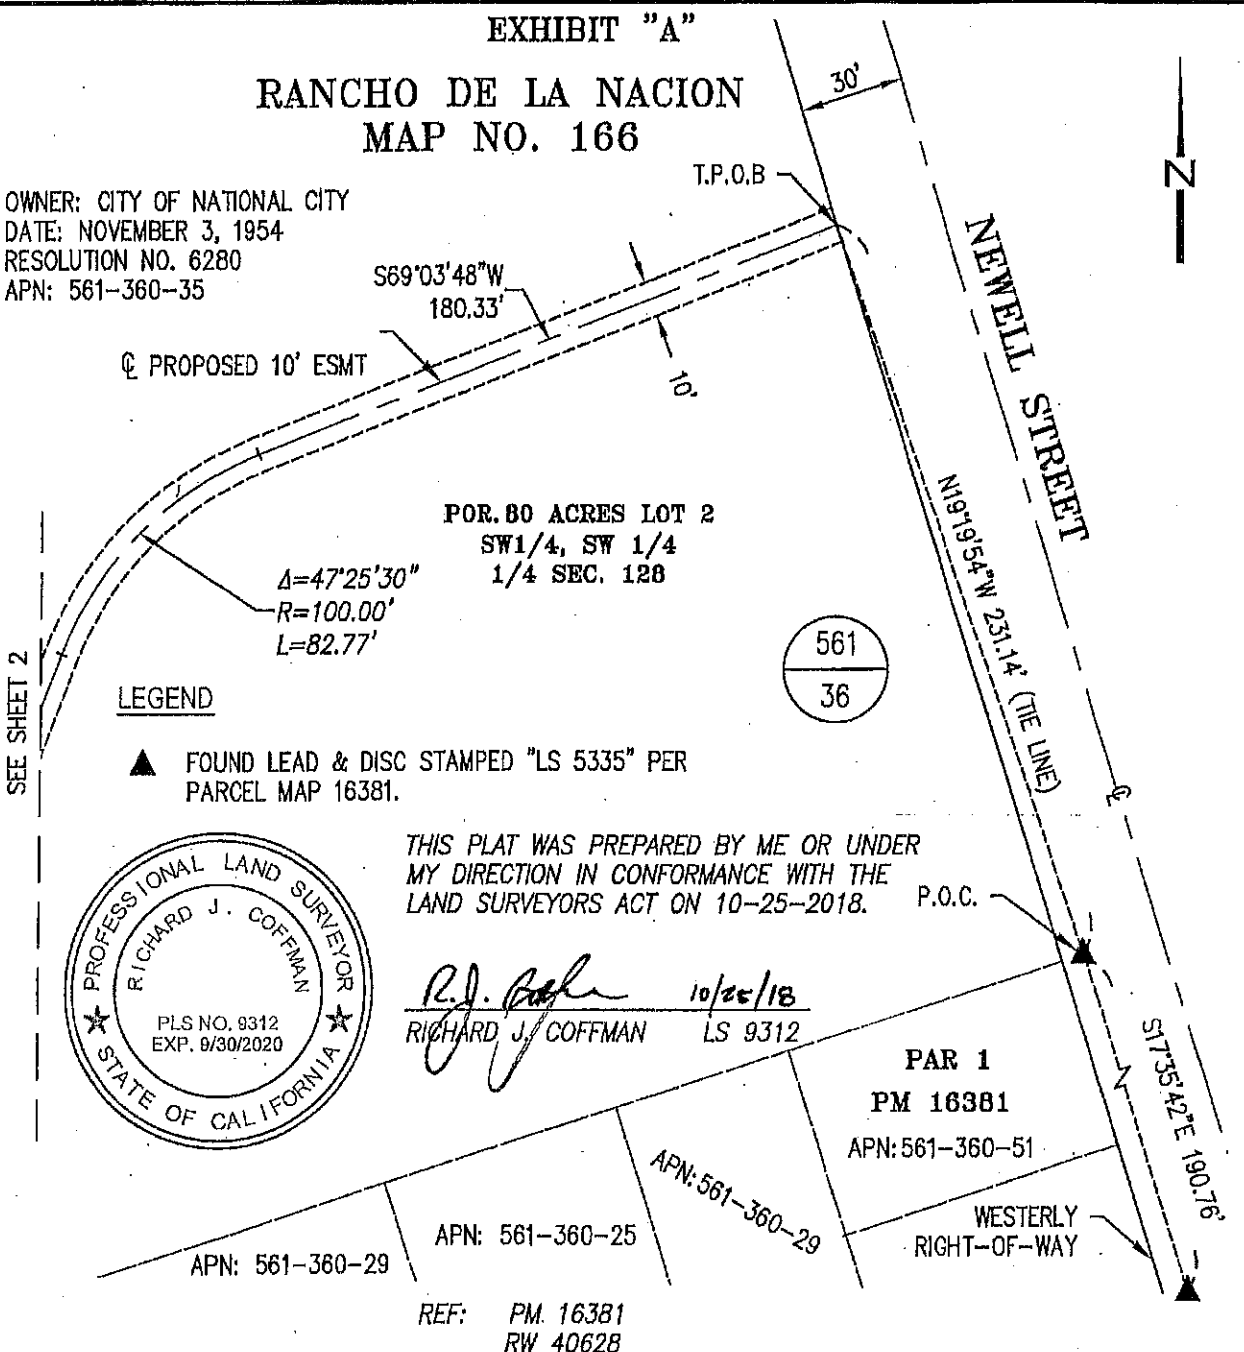 EXHIBIT "A"
RANCHO DE LA NACION
MAP NO. 166
30'
T.P.O.B
N
OWNER: CITY OF NATIONAL CITY
DATE: NOVEMBER 3, 1954
RESOLUTION NO. 6280
APN: 561-360-35
S69°03'48"W
180.33'
℄ PROPOSED 10' ESMT
10'
NEWELL STREET
POR. 80 ACRES LOT 2
SW1/4, SW 1/4
1/4 SEC. 128
Δ=47°25'30"
R=100.00'
L=82.77'
N19°19'54"W 231.14' (TIE LINE)
561
36
SEE SHEET 2
LEGEND
▲ FOUND LEAD & DISC STAMPED "LS 5335" PER
PARCEL MAP 16381.
℄
THIS PLAT WAS PREPARED BY ME OR UNDER
MY DIRECTION IN CONFORMANCE WITH THE
LAND SURVEYORS ACT ON 10-25-2018.
P.O.C.
PROFESSIONAL LAND SURVEYOR
RICHARD J. COFFMAN
PLS NO. 9312
EXP. 9/30/2020
STATE OF CALIFORNIA
10/25/18
RICHARD J. COFFMAN LS 9312
PAR 1
PM 16381
APN: 561-360-51
S17°35'42"E 190.76'
APN: 561-360-29
APN: 561-360-25
APN: 561-360-29
WESTERLY
RIGHT-OF-WAY
REF: PM 16381
RW 40628